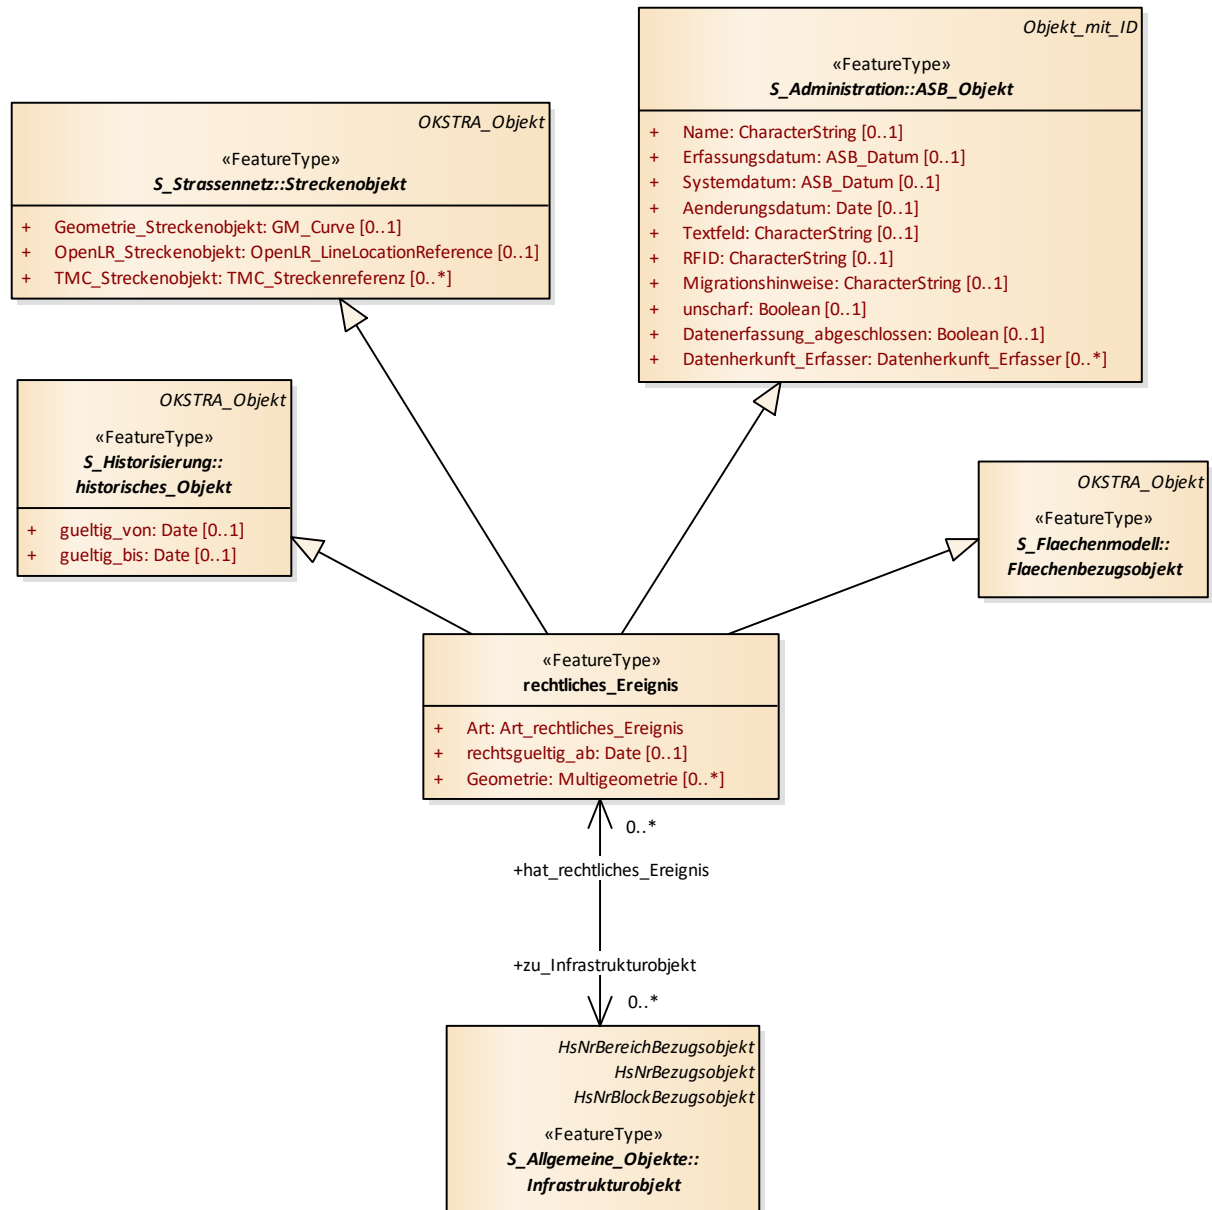 Objekt_mit_ID
«FeatureType»
S_Administration::ASB_Objekt
+ Name: CharacterString [0..1]
+ Erfassungsdatum: ASB_Datum [0..1]
+ Systemdatum: ASB_Datum [0..1]
+ Aenderungsdatum: Date [0..1]
+ Textfeld: CharacterString [0..1]
+ RFID: CharacterString [0..1]
+ Migrationshinweise: CharacterString [0..1]
+ unscharf: Boolean [0..1]
+ Datenerfassung_abgeschlossen: Boolean [0..1]
+ Datenherkunft_Erfasser: Datenherkunft_Erfasser [0..*]
OKSTRA_Objekt
«FeatureType»
S_Strassennetz::Streckenobjekt
+ Geometrie_Streckenobjekt: GM_Curve [0..1]
+ OpenLR_Streckenobjekt: OpenLR_LineLocationReference [0..1]
+ TMC_Streckenobjekt: TMC_Streckenreferenz [0..*]
OKSTRA_Objekt
«FeatureType»
S_Historisierung::
historisches_Objekt
+ gueltig_von: Date [0..1]
+ gueltig_bis: Date [0..1]
OKSTRA_Objekt
«FeatureType»
S_Flaechenmodell::
Flaechenbezugsobjekt
«FeatureType»
rechtliches_Ereignis
+ Art: Art_rechtliches_Ereignis
+ rechtsgueltig_ab: Date [0..1]
+ Geometrie: Multigeometrie [0..*]
0..*
+hat_rechtliches_Ereignis
+zu_Infrastrukturobjekt
0..*
HsNrBereichBezugsobjekt
HsNrBezugsobjekt
HsNrBlockBezugsobjekt
«FeatureType»
S_Allgemeine_Objekte::
Infrastrukturobjekt